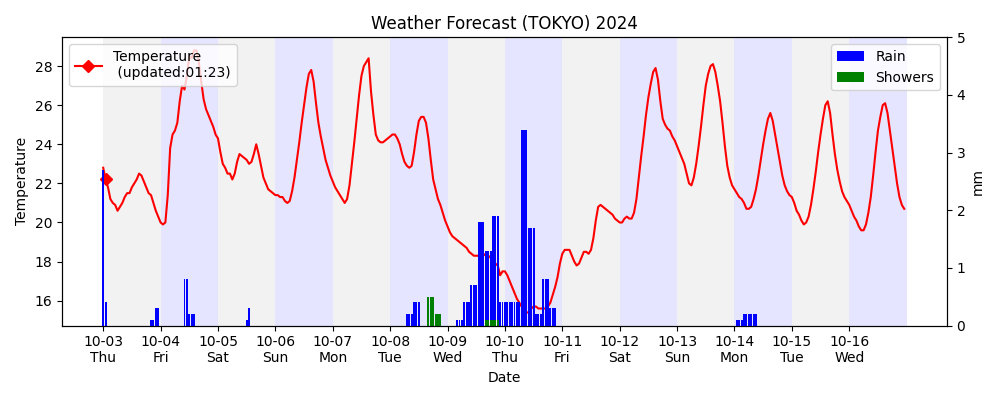 Weather Forecast (TOKYO) 2024
Temperature
(updated:01:23)
Rain
Showers
28
26
24
22
20
18
16
Temperature
5
4
3
2
1
0
mm
10-03 10-04 10-05 10-06 10-07 10-08 10-09 10-10 10-11 10-12 10-13 10-14 10-15 10-16
Thu Fri Sat Sun Mon Tue Wed Thu Fri Sat Sun Mon Tue Wed
Date